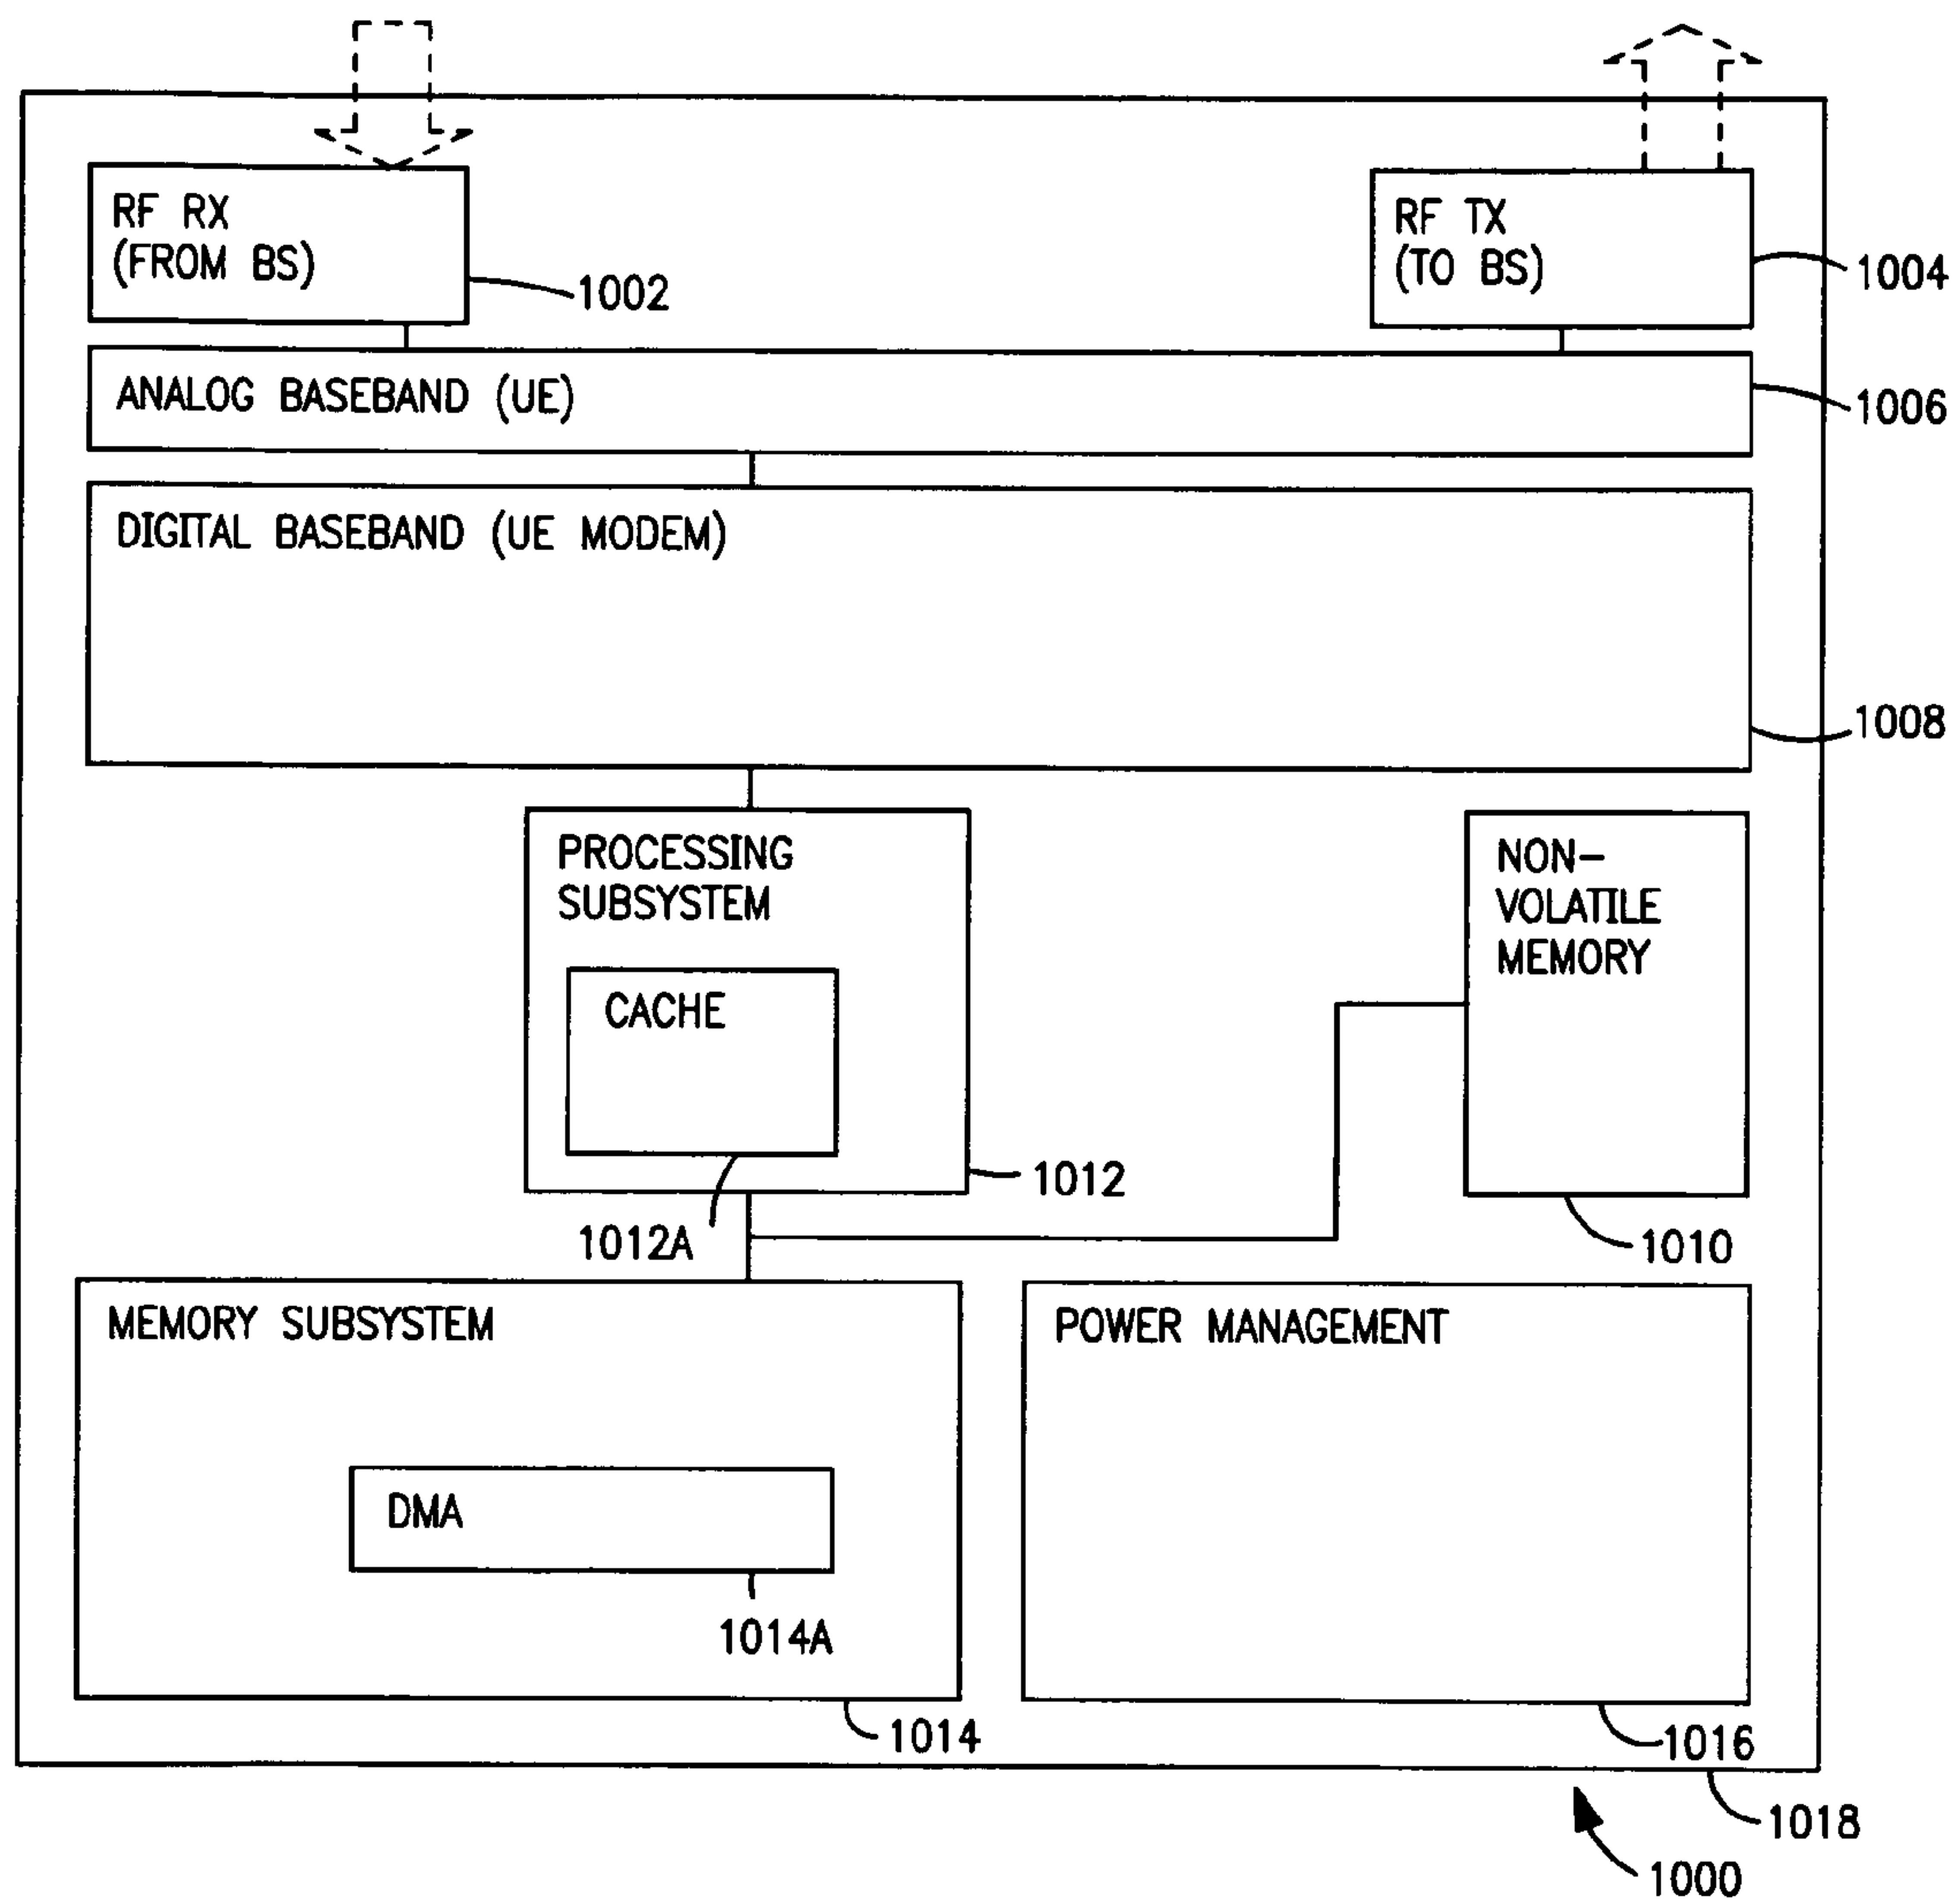 RF RX
(FROM BS)
1002
RF TX
(TO BS)
1004
ANALOG BASEBAND (UE)
1006
DIGITAL BASEBAND (UE MODEM)
1008
PROCESSING
SUBSYSTEM
CACHE
1012
1012A
NON-
VOLATILE
MEMORY
1010
MEMORY SUBSYSTEM
DMA
1014A
1014
POWER MANAGEMENT
1016
1018
1000